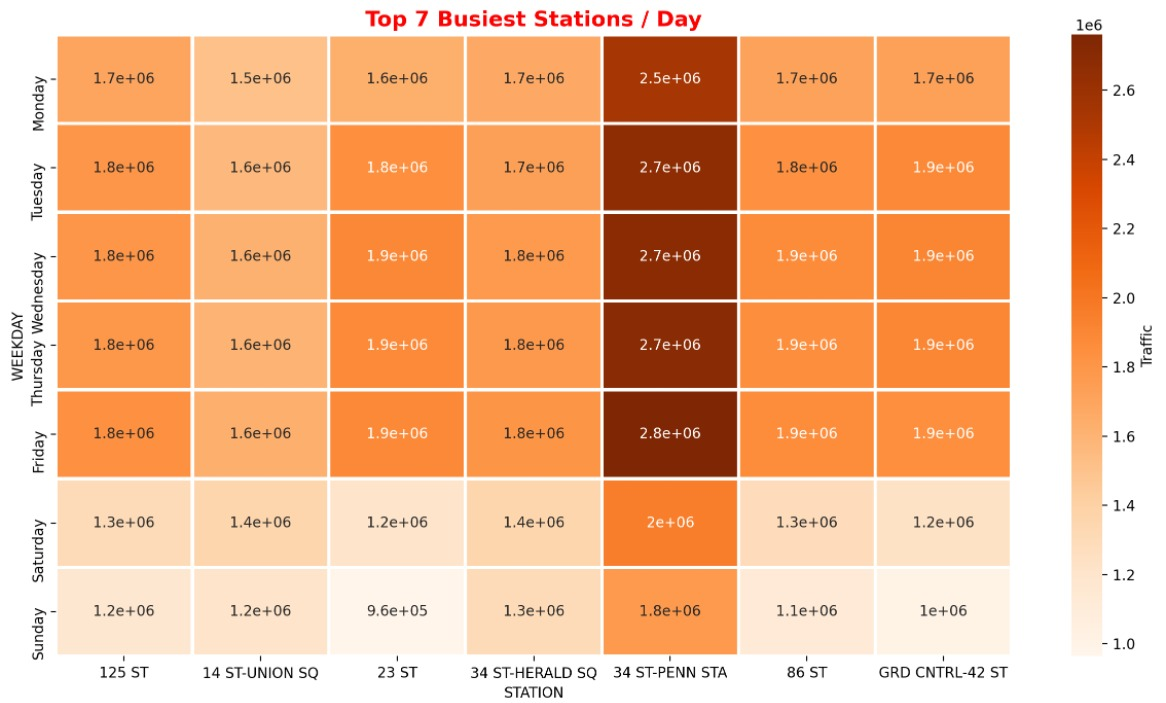 Top 7 Busiest Stations / Day
1e6
Monday
1.7e+06 1.5e+06 1.6e+06 1.7e+06 2.5e+06 1.7e+06 1.7e+06
Tuesday
1.8e+06 1.6e+06 1.8e+06 1.7e+06 2.7e+06 1.8e+06 1.9e+06
Wednesday
1.8e+06 1.6e+06 1.9e+06 1.8e+06 2.7e+06 1.9e+06 1.9e+06
Thursday
1.8e+06 1.6e+06 1.9e+06 1.8e+06 2.7e+06 1.9e+06 1.9e+06
Friday
1.8e+06 1.6e+06 1.9e+06 1.8e+06 2.8e+06 1.9e+06 1.9e+06
Saturday
1.3e+06 1.4e+06 1.2e+06 1.4e+06 2e+06 1.3e+06 1.2e+06
Sunday
1.2e+06 1.2e+06 9.6e+05 1.3e+06 1.8e+06 1.1e+06 1e+06
WEEKDAY
125 ST 14 ST-UNION SQ 23 ST 34 ST-HERALD SQ 34 ST-PENN STA 86 ST GRD CNTRL-42 ST
STATION
2.6
2.4
2.2
2.0
1.8
1.6
1.4
1.2
1.0
Traffic